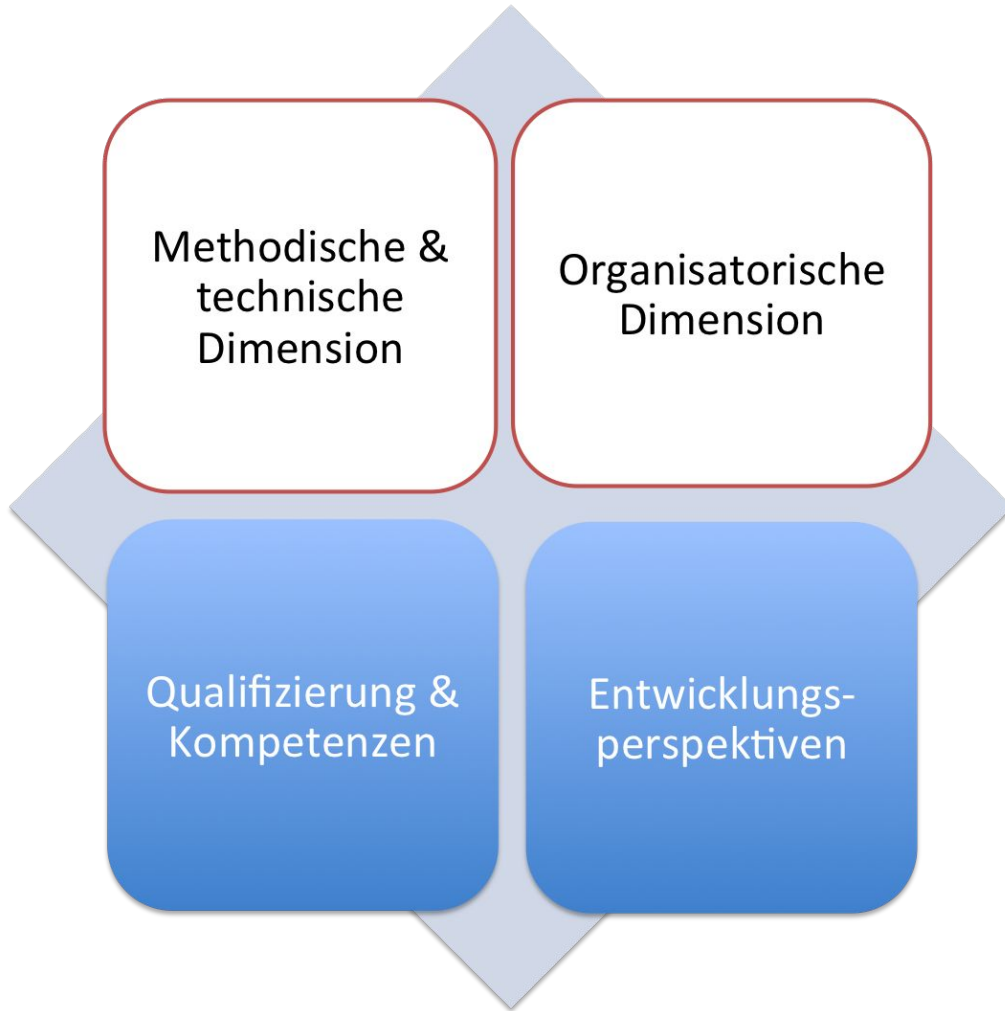 Methodische &
technische
Dimension
Organisatorische
Dimension
Qualifizierung &
Kompetenzen
Entwicklungs-
perspektiven